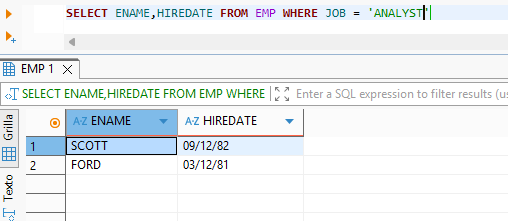 SELECT ENAME,HIREDATE FROM EMP WHERE JOB = 'ANALYST'
EMP 1
SELECT ENAME,HIREDATE FROM EMP WHERE
Enter a SQL expression to filter results (us
Grilla
Texto
A-Z ENAME
A-Z HIREDATE
1 SCOTT 09/12/82
2 FORD 03/12/81